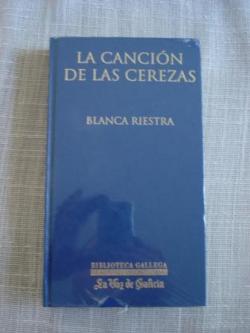 LA CANCIÓN
DE LAS CEREZAS
BLANCA RIESTRA
BIBLIOTECA GALLEGA
La Voz de Galicia